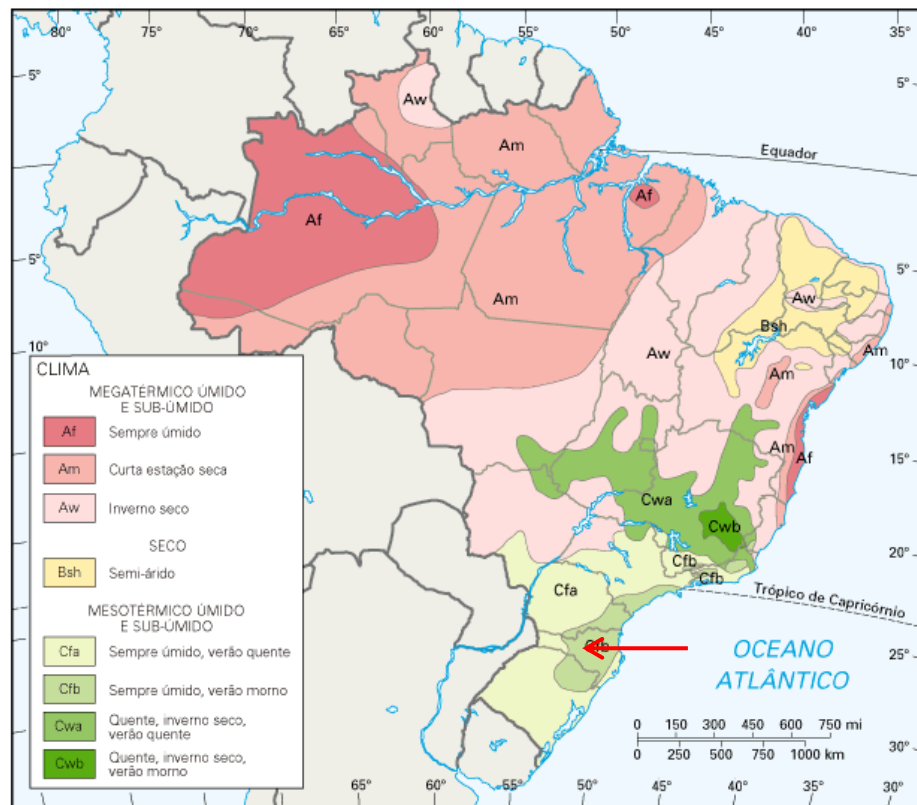 80° 75° 70° 65° 60° 55° 50° 45° 40° 35°
5°
5°
Aw
Am
Equador
Af
Af
5°
5°
Am
Aw
Bsh
10°
Aw
Am
10°
Am
Am
Af
15°
Cwa
Cwb
20°
Cfb
Cfb
Cfa
Trópico de Capricórnio
Cfb
25°
OCEANO
ATLÂNTICO
0 150 300 450 600 750 mi
0 250 500 750 1000 km
30°
65° 60° 55° 50° 45° 40° 35° 30°
CLIMA
MEGATÉRMICO ÚMIDO
E SUB-ÚMIDO
Af Sempre úmido
Am Curta estação seca
Aw Inverno seco
SECO
Bsh Semi-árido
MESOTÉRMICO ÚMIDO
E SUB-ÚMIDO
Cfa Sempre úmido, verão quente
Cfb Sempre úmido, verão morno
Cwa Quente, inverno seco,
verão quente
Cwb Quente, inverno seco,
verão morno